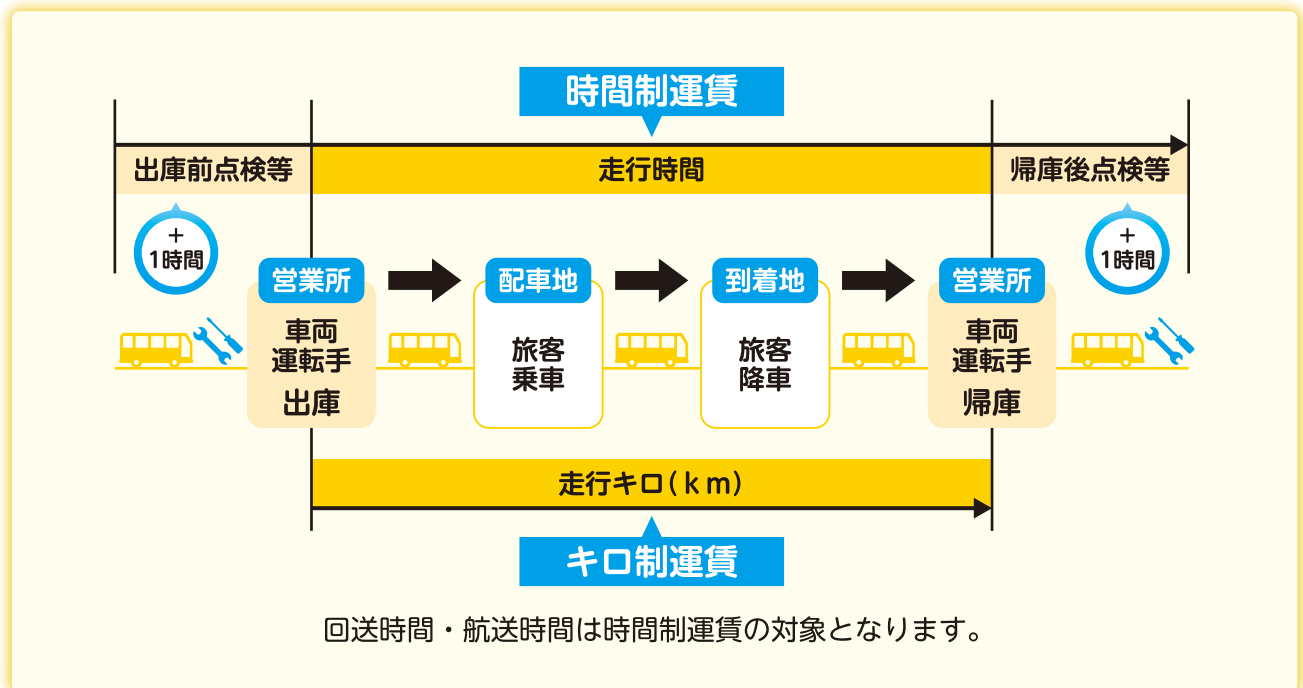 時間制運賃
出庫前点検等
走行時間
帰庫後点検等
+
1時間
+
1時間
営業所
配車地
到着地
営業所
車両
運転手
出庫
旅客
乗車
旅客
降車
車両
運転手
帰庫
走行キロ(km)
キロ制運賃
回送時間・航送時間は時間制運賃の対象となります。